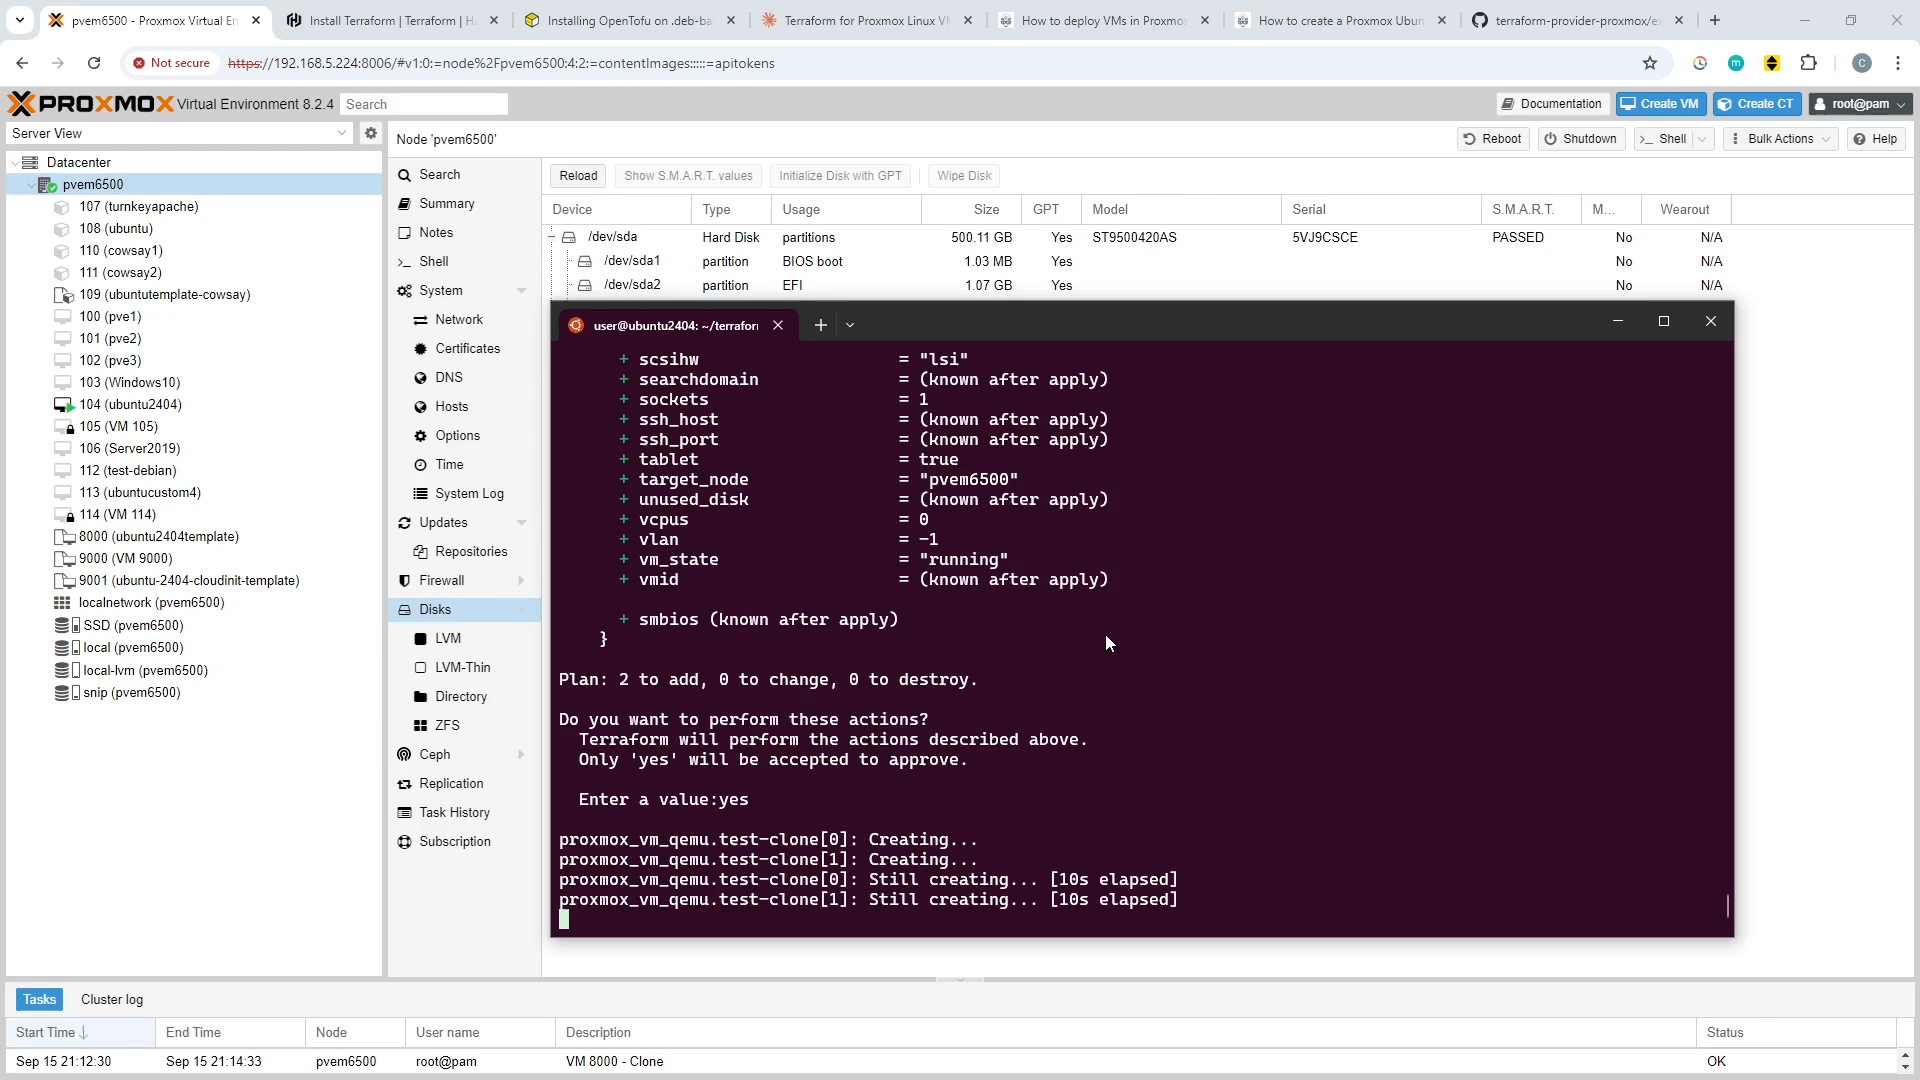 pvem6500 - Proxmox Virtual En
Install Terraform | Terraform | H
Installing OpenTofu on .deb-ba
Terraform for Proxmox Linux V
How to deploy VMs in Proxmo
How to create a Proxmox Ubun
terraform-provider-proxmox/e
Not secure
https://192.168.5.224:8006/#v1:0:=node%2Fpvem6500:4:2:=contentImages:::::=apitokens
m
C
PROXMOX Virtual Environment 8.2.4
Search
Documentation
Create VM
Create CT
root@pam
Server View
Node 'pvem6500'
Reboot
Shutdown
Shell
Bulk Actions
Help
Datacenter
pvem6500
107 (turnkeyapache)
108 (ubuntu)
110 (cowsay1)
111 (cowsay2)
109 (ubuntutemplate-cowsay)
100 (pve1)
101 (pve2)
102 (pve3)
103 (Windows10)
104 (ubuntu2404)
105 (VM 105)
106 (Server2019)
112 (test-debian)
113 (ubuntucustom4)
114 (VM 114)
8000 (ubuntu2404template)
9000 (VM 9000)
9001 (ubuntu-2404-cloudinit-template)
localnetwork (pvem6500)
SSD (pvem6500)
local (pvem6500)
local-lvm (pvem6500)
snip (pvem6500)
Search
Summary
Notes
Shell
System
Network
Certificates
DNS
Hosts
Options
Time
System Log
Updates
Repositories
Firewall
Disks
LVM
LVM-Thin
Directory
ZFS
Ceph
Replication
Task History
Subscription
Reload
Show S.M.A.R.T. values
Initialize Disk with GPT
Wipe Disk
Device Type Usage Size GPT Model Serial S.M.A.R.T. M... Wearout
/dev/sda Hard Disk partitions 500.11 GB Yes ST9500420AS 5VJ9CSCE PASSED No N/A
/dev/sda1 partition BIOS boot 1.03 MB Yes No N/A
/dev/sda2 partition EFI 1.07 GB Yes No N/A
user@ubuntu2404: ~/terrafor
+ scsihw = "lsi"
+ searchdomain = (known after apply)
+ sockets = 1
+ ssh_host = (known after apply)
+ ssh_port = (known after apply)
+ tablet = true
+ target_node = "pvem6500"
+ unused_disk = (known after apply)
+ vcpus = 0
+ vlan = -1
+ vm_state = "running"
+ vmid = (known after apply)
+ smbios (known after apply)
}
Plan: 2 to add, 0 to change, 0 to destroy.
Do you want to perform these actions?
Terraform will perform the actions described above.
Only 'yes' will be accepted to approve.
Enter a value:yes
proxmox_vm_qemu.test-clone[0]: Creating...
proxmox_vm_qemu.test-clone[1]: Creating...
proxmox_vm_qemu.test-clone[0]: Still creating... [10s elapsed]
proxmox_vm_qemu.test-clone[1]: Still creating... [10s elapsed]
Tasks
Cluster log
Start Time End Time Node User name Description Status
Sep 15 21:12:30 Sep 15 21:14:33 pvem6500 root@pam VM 8000 - Clone OK